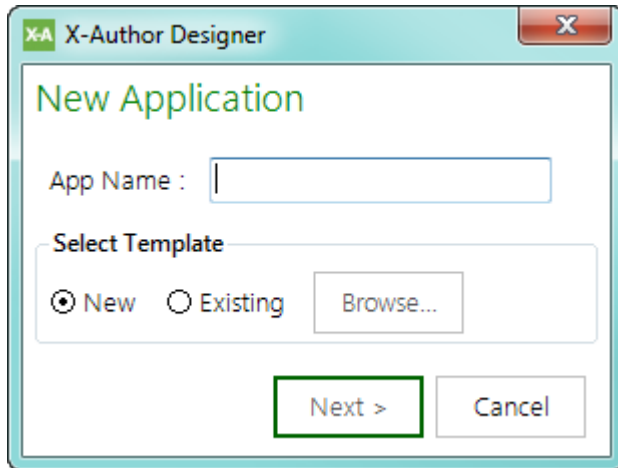 X-A X-Author Designer
New Application
App Name :
Select Template
New Existing Browse...
Next > Cancel